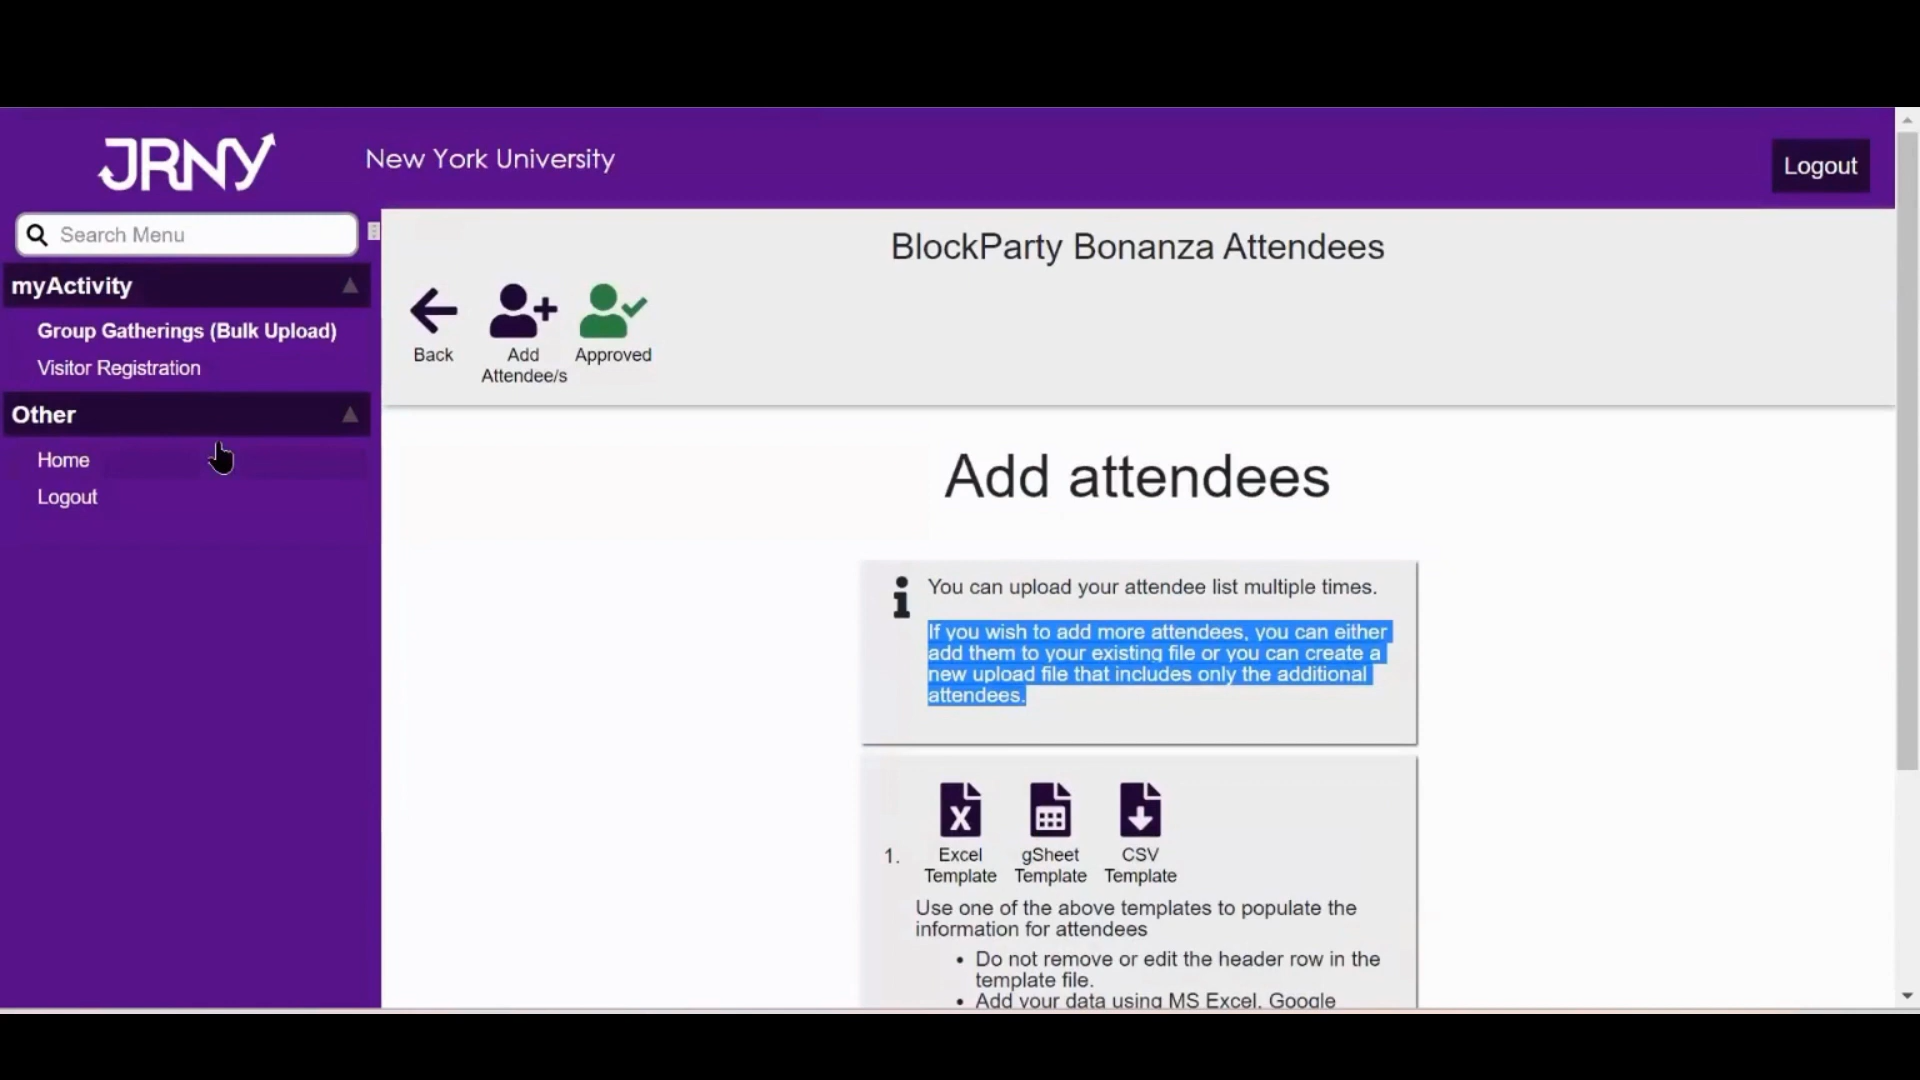 JRNY
New York University
Logout
Search Menu
myActivity
Group Gatherings (Bulk Upload)
Visitor Registration
Other
Home
Logout
BlockParty Bonanza Attendees
Back
Add
Attendee/s
Approved
Add attendees
You can upload your attendee list multiple times.
If you wish to add more attendees, you can either
add them to your existing file or you can create a
new upload file that includes only the additional
attendees.
1.
Excel
Template
gSheet
Template
CSV
Template
Use one of the above templates to populate the
information for attendees
• Do not remove or edit the header row in the
template file.
• Add your data using MS Excel, Google